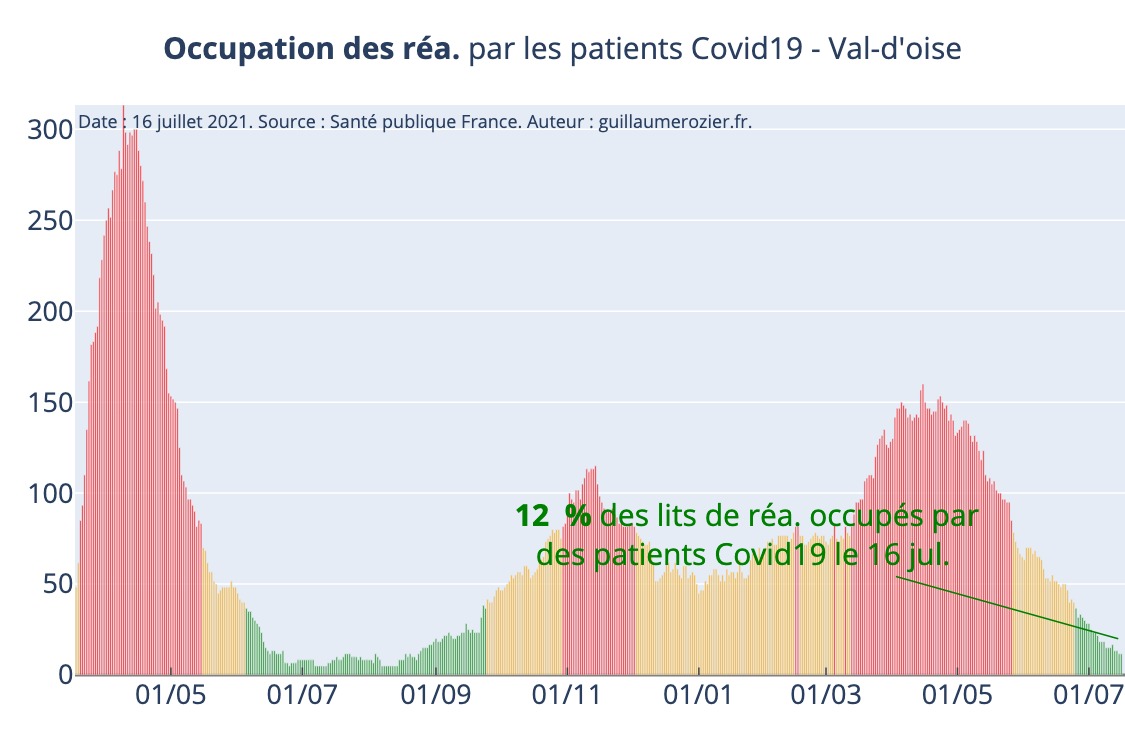 Occupation des réa. par les patients Covid19 - Val-d'oise
Date : 16 juillet 2021. Source : Santé publique France. Auteur : guillaumerozier.fr.
300
250
200
150
100
50
0
12 % des lits de réa. occupés par
des patients Covid19 le 16 jul.
01/05 01/07 01/09 01/11 01/01 01/03 01/05 01/07